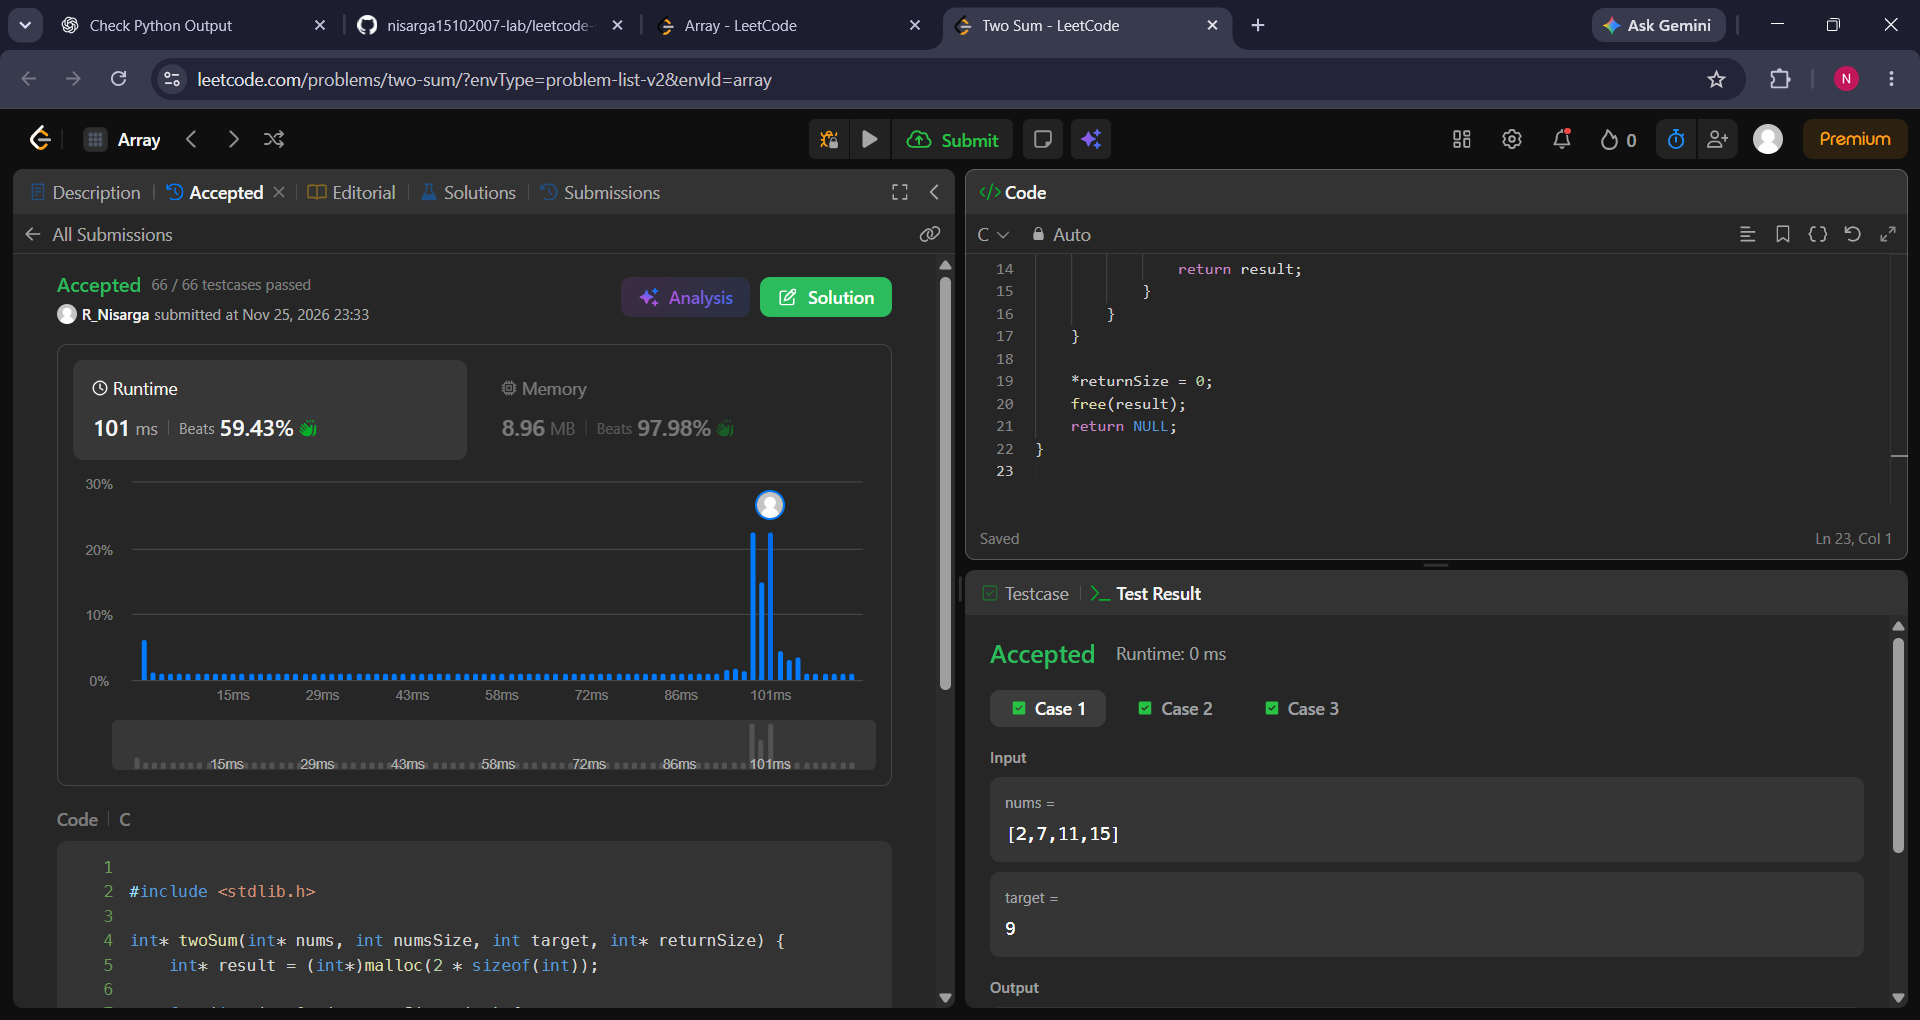 Check Python Output
nisarga15102007-lab/leetcode-
Array - LeetCode
Two Sum - LeetCode
Ask Gemini
leetcode.com/problems/two-sum/?envType=problem-list-v2&envId=array
N
Array
Submit
0
Premium
Description
Accepted
Editorial
Solutions
Submissions
All Submissions
Accepted 66 / 66 testcases passed
R_Nisarga submitted at Nov 25, 2026 23:33
Analysis
Solution
Runtime
101 ms Beats 59.43%
Memory
8.96 MB Beats 97.98%
30%
20%
10%
0%
15ms 29ms 43ms 58ms 72ms 86ms 101ms
15ms 29ms 43ms 58ms 72ms 86ms 101ms
Code C
1
2 #include <stdlib.h>
3
4 int* twoSum(int* nums, int numsSize, int target, int* returnSize) {
5 int* result = (int*)malloc(2 * sizeof(int));
6
</> Code
C Auto
14 return result;
15 }
16 }
17 }
18
19 *returnSize = 0;
20 free(result);
21 return NULL;
22 }
23
Saved
Ln 23, Col 1
Testcase
Test Result
Accepted Runtime: 0 ms
Case 1 Case 2 Case 3
Input
nums =
[2,7,11,15]
target =
9
Output